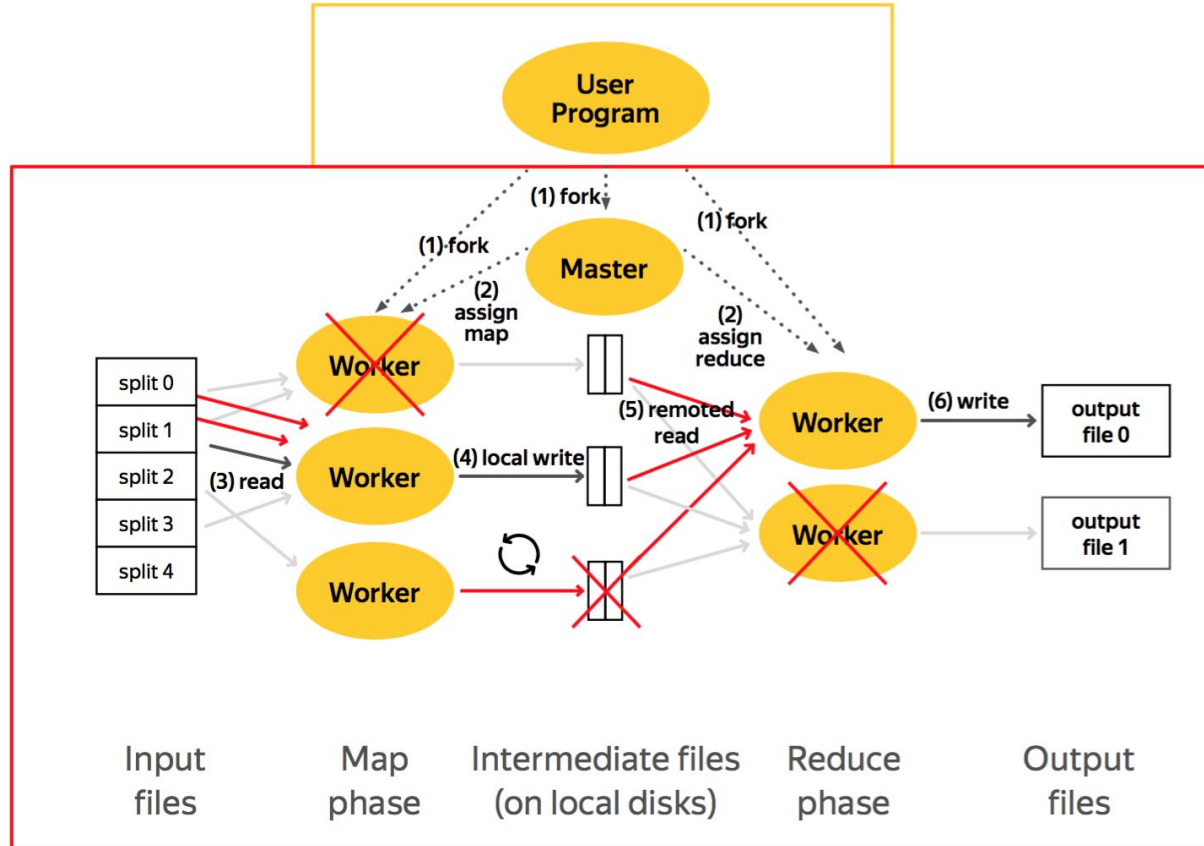 User
Program
(1) fork
(1) fork
(1) fork
Master
(2)
assign
map
(2)
assign
reduce
split 0
split 1
split 2
split 3
split 4
(3) read
Worker
Worker
Worker
(4) local write
(5) remoted
read
Worker
Worker
(6) write
output
file 0
output
file 1
Input
files
Map
phase
Intermediate files
(on local disks)
Reduce
phase
Output
files